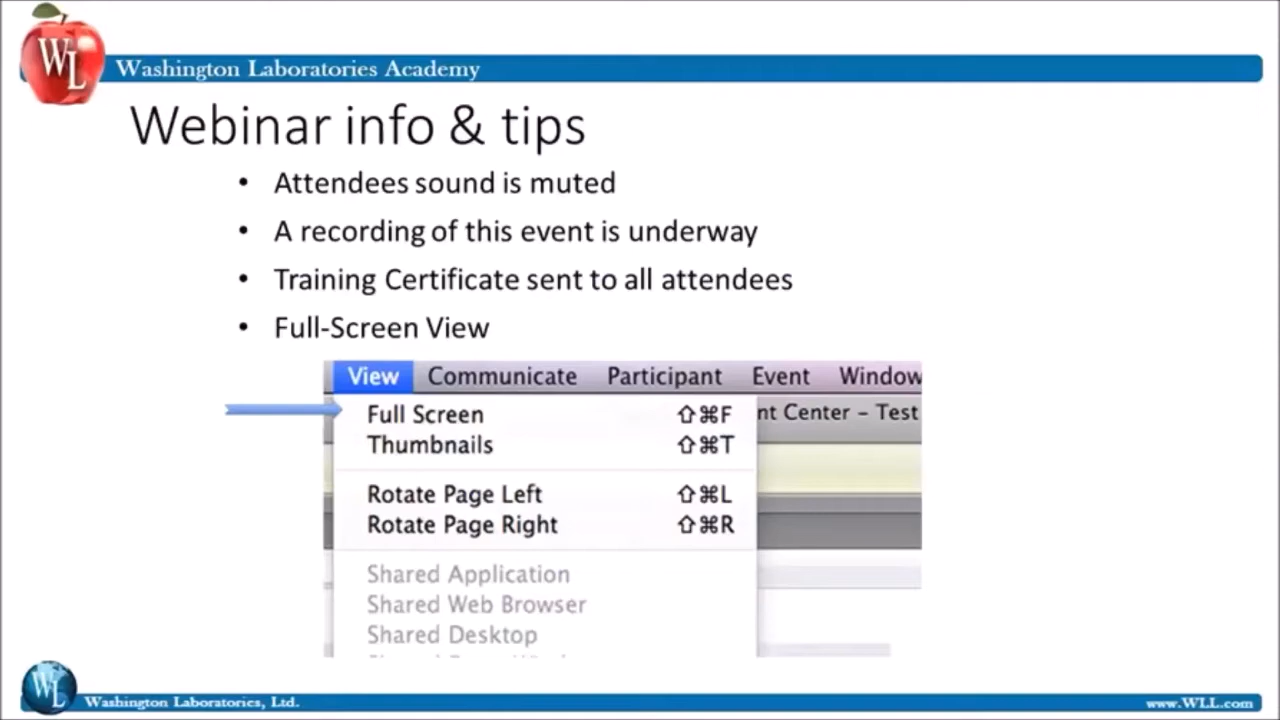 WL
Washington Laboratories Academy
Webinar info & tips
• Attendees sound is muted
• A recording of this event is underway
• Training Certificate sent to all attendees
• Full-Screen View
View Communicate Participant Event Window
Full Screen ⇧⌘F nt Center – Test
Thumbnails ⇧⌘T
Rotate Page Left ⇧⌘L
Rotate Page Right ⇧⌘R
Shared Application
Shared Web Browser
Shared Desktop
WL
Washington Laboratories, Ltd. www.WLL.com